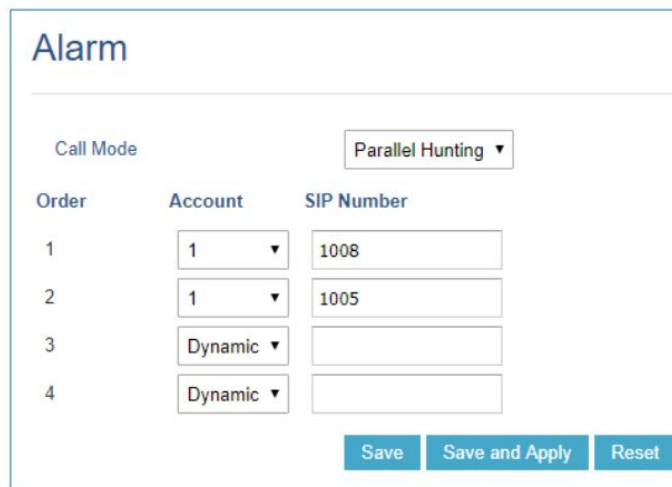 Alarm
Call Mode Parallel Hunting
Order Account SIP Number
1 1 1008
2 1 1005
3 Dynamic
4 Dynamic
Save Save and Apply Reset